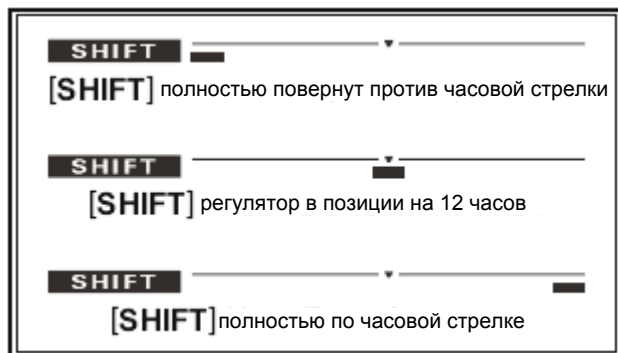 SHIFT
[SHIFT] полностью повернут против часовой стрелки
SHIFT
[SHIFT] регулятор в позиции на 12 часов
SHIFT
[SHIFT]полностью по часовой стрелке